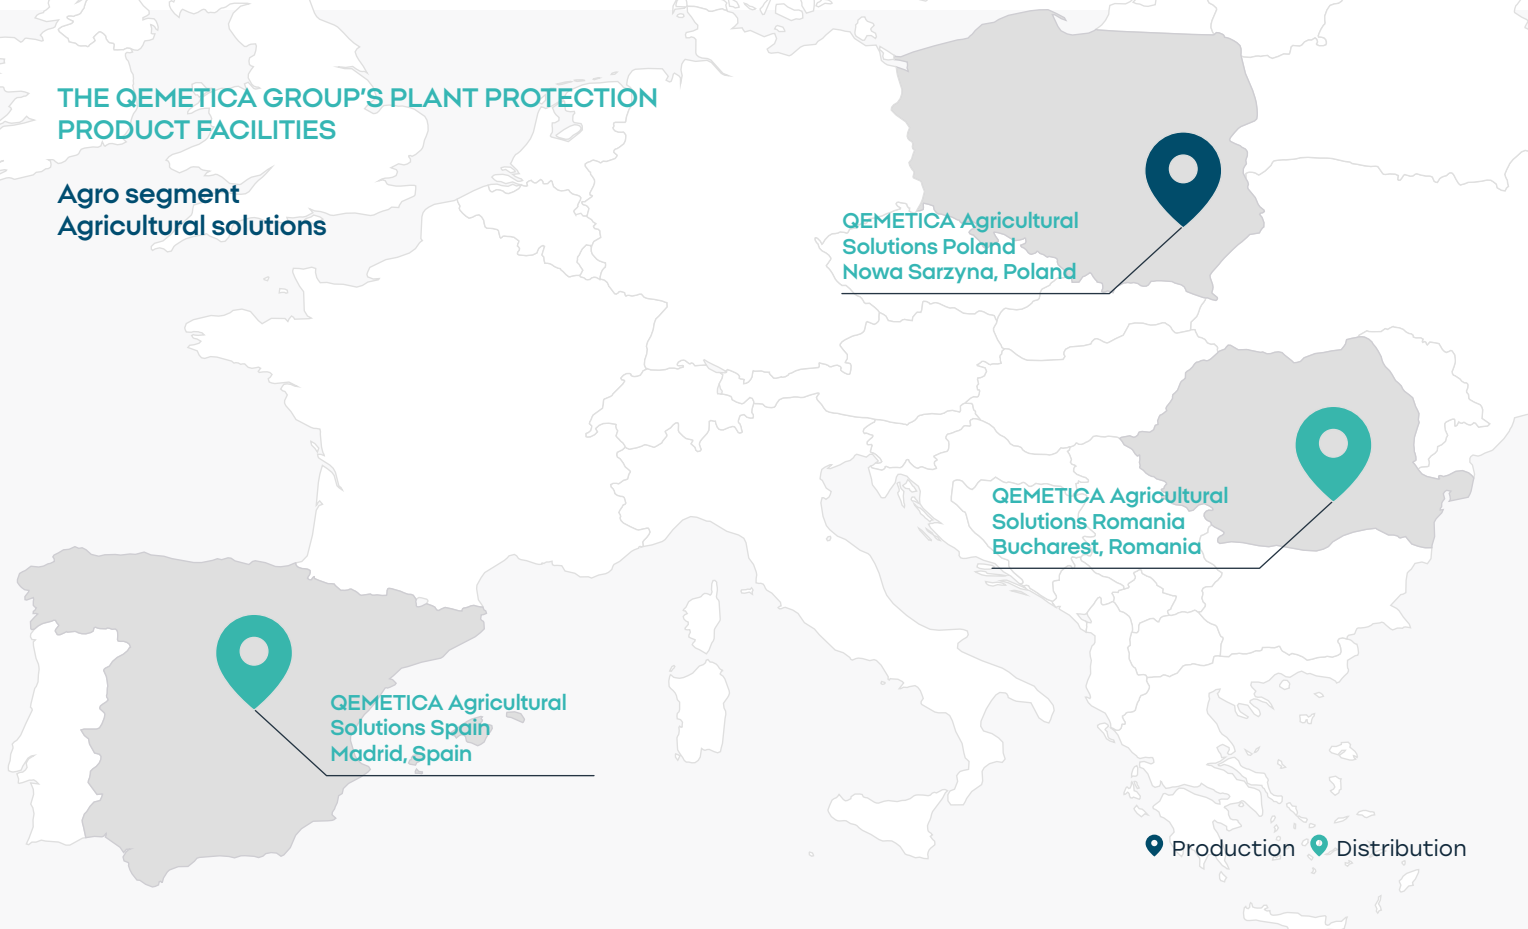 THE QEMETICA GROUP’S PLANT PROTECTION
PRODUCT FACILITIES
Agro segment
Agricultural solutions
QEMETICA Agricultural
Solutions Poland
Nowa Sarzyna, Poland
QEMETICA Agricultural
Solutions Romania
Bucharest, Romania
QEMETICA Agricultural
Solutions Spain
Madrid, Spain
Production
Distribution